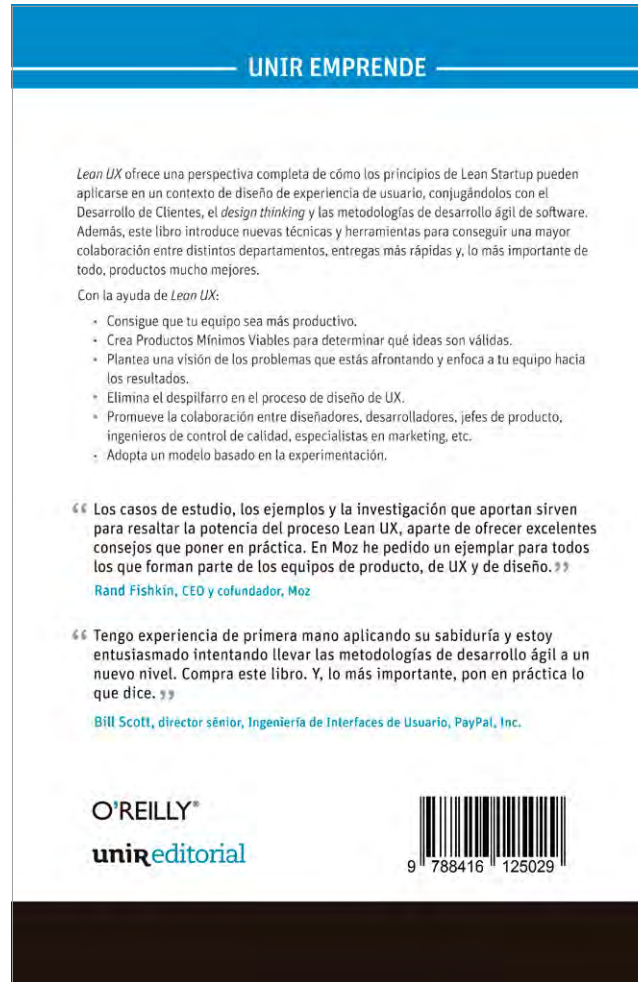 UNIR EMPRENDE
Lean UX ofrece una perspectiva completa de cómo los principios de Lean Startup pueden
aplicarse en un contexto de diseño de experiencia de usuario, conjugándolos con el
Desarrollo de Clientes, el design thinking y las metodologías de desarrollo ágil de software.
Además, este libro introduce nuevas técnicas y herramientas para conseguir una mayor
colaboración entre distintos departamentos, entregas más rápidas y, lo más importante de
todo, productos mucho mejores.
Con la ayuda de Lean UX:
- Consigue que tu equipo sea más productivo.
- Crea Productos Mínimos Viables para determinar qué ideas son válidas.
- Plantea una visión de los problemas que estás afrontando y enfoca a tu equipo hacia
los resultados.
- Elimina el despilfarro en el proceso de diseño de UX.
- Promueve la colaboración entre diseñadores, desarrolladores, jefes de producto,
ingenieros de control de calidad, especialistas en marketing, etc.
- Adopta un modelo basado en la experimentación.
“ Los casos de estudio, los ejemplos y la investigación que aportan sirven
para resaltar la potencia del proceso Lean UX, aparte de ofrecer excelentes
consejos que poner en práctica. En Moz he pedido un ejemplar para todos
los que forman parte de los equipos de producto, de UX y de diseño. ”
Rand Fishkin, CEO y cofundador, Moz
“ Tengo experiencia de primera mano aplicando su sabiduría y estoy
entusiasmado intentando llevar las metodologías de desarrollo ágil a un
nuevo nivel. Compra este libro. Y, lo más importante, pon en práctica lo
que dice. ”
Bill Scott, director sénior, Ingeniería de Interfaces de Usuario, PayPal, Inc.
O'REILLY®
unireditorial
9 788416 125029